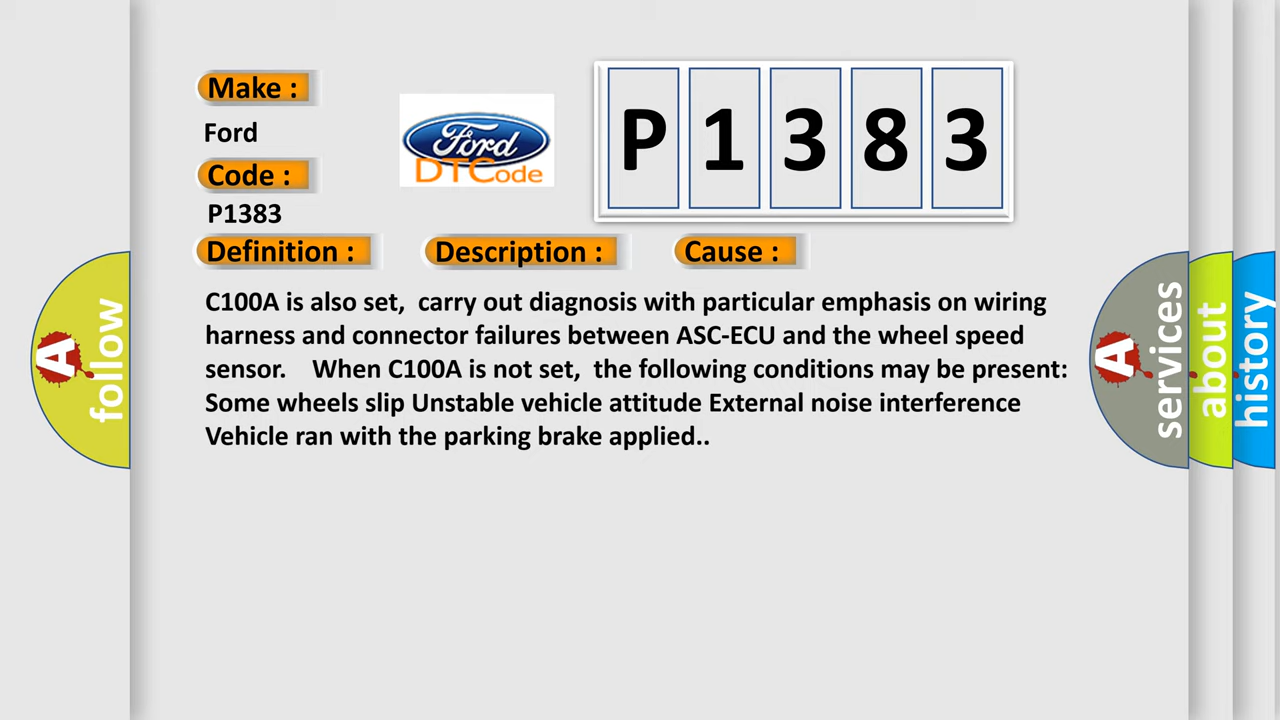 Make :
Ford
Code :
P1383
Ford
DTCode
P 1 3 8 3
Definition :
Description :
Cause :
C100A is also set,  carry out diagnosis with particular emphasis on wiring
harness and connector failures between ASC-ECU and the wheel speed
sensor.    When C100A is not set,  the following conditions may be present:
Some wheels slip Unstable vehicle attitude External noise interference
Vehicle ran with the parking brake applied..
A
follow
A
services
about
history